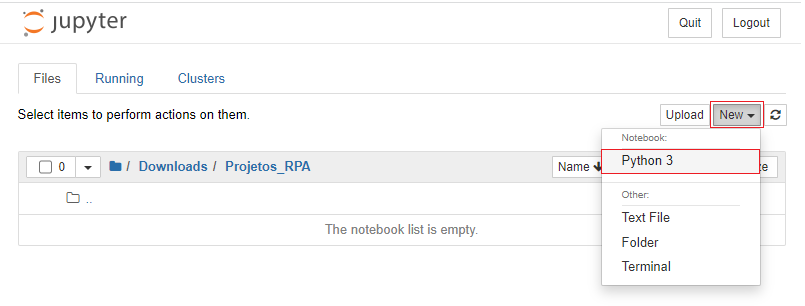 jupyter
Quit
Logout
Files
Running
Clusters
Select items to perform actions on them.
Upload
New
Notebook:
Python 3
Other:
Text File
Folder
Terminal
0
/ Downloads / Projetos_RPA
Name
..
The notebook list is empty.